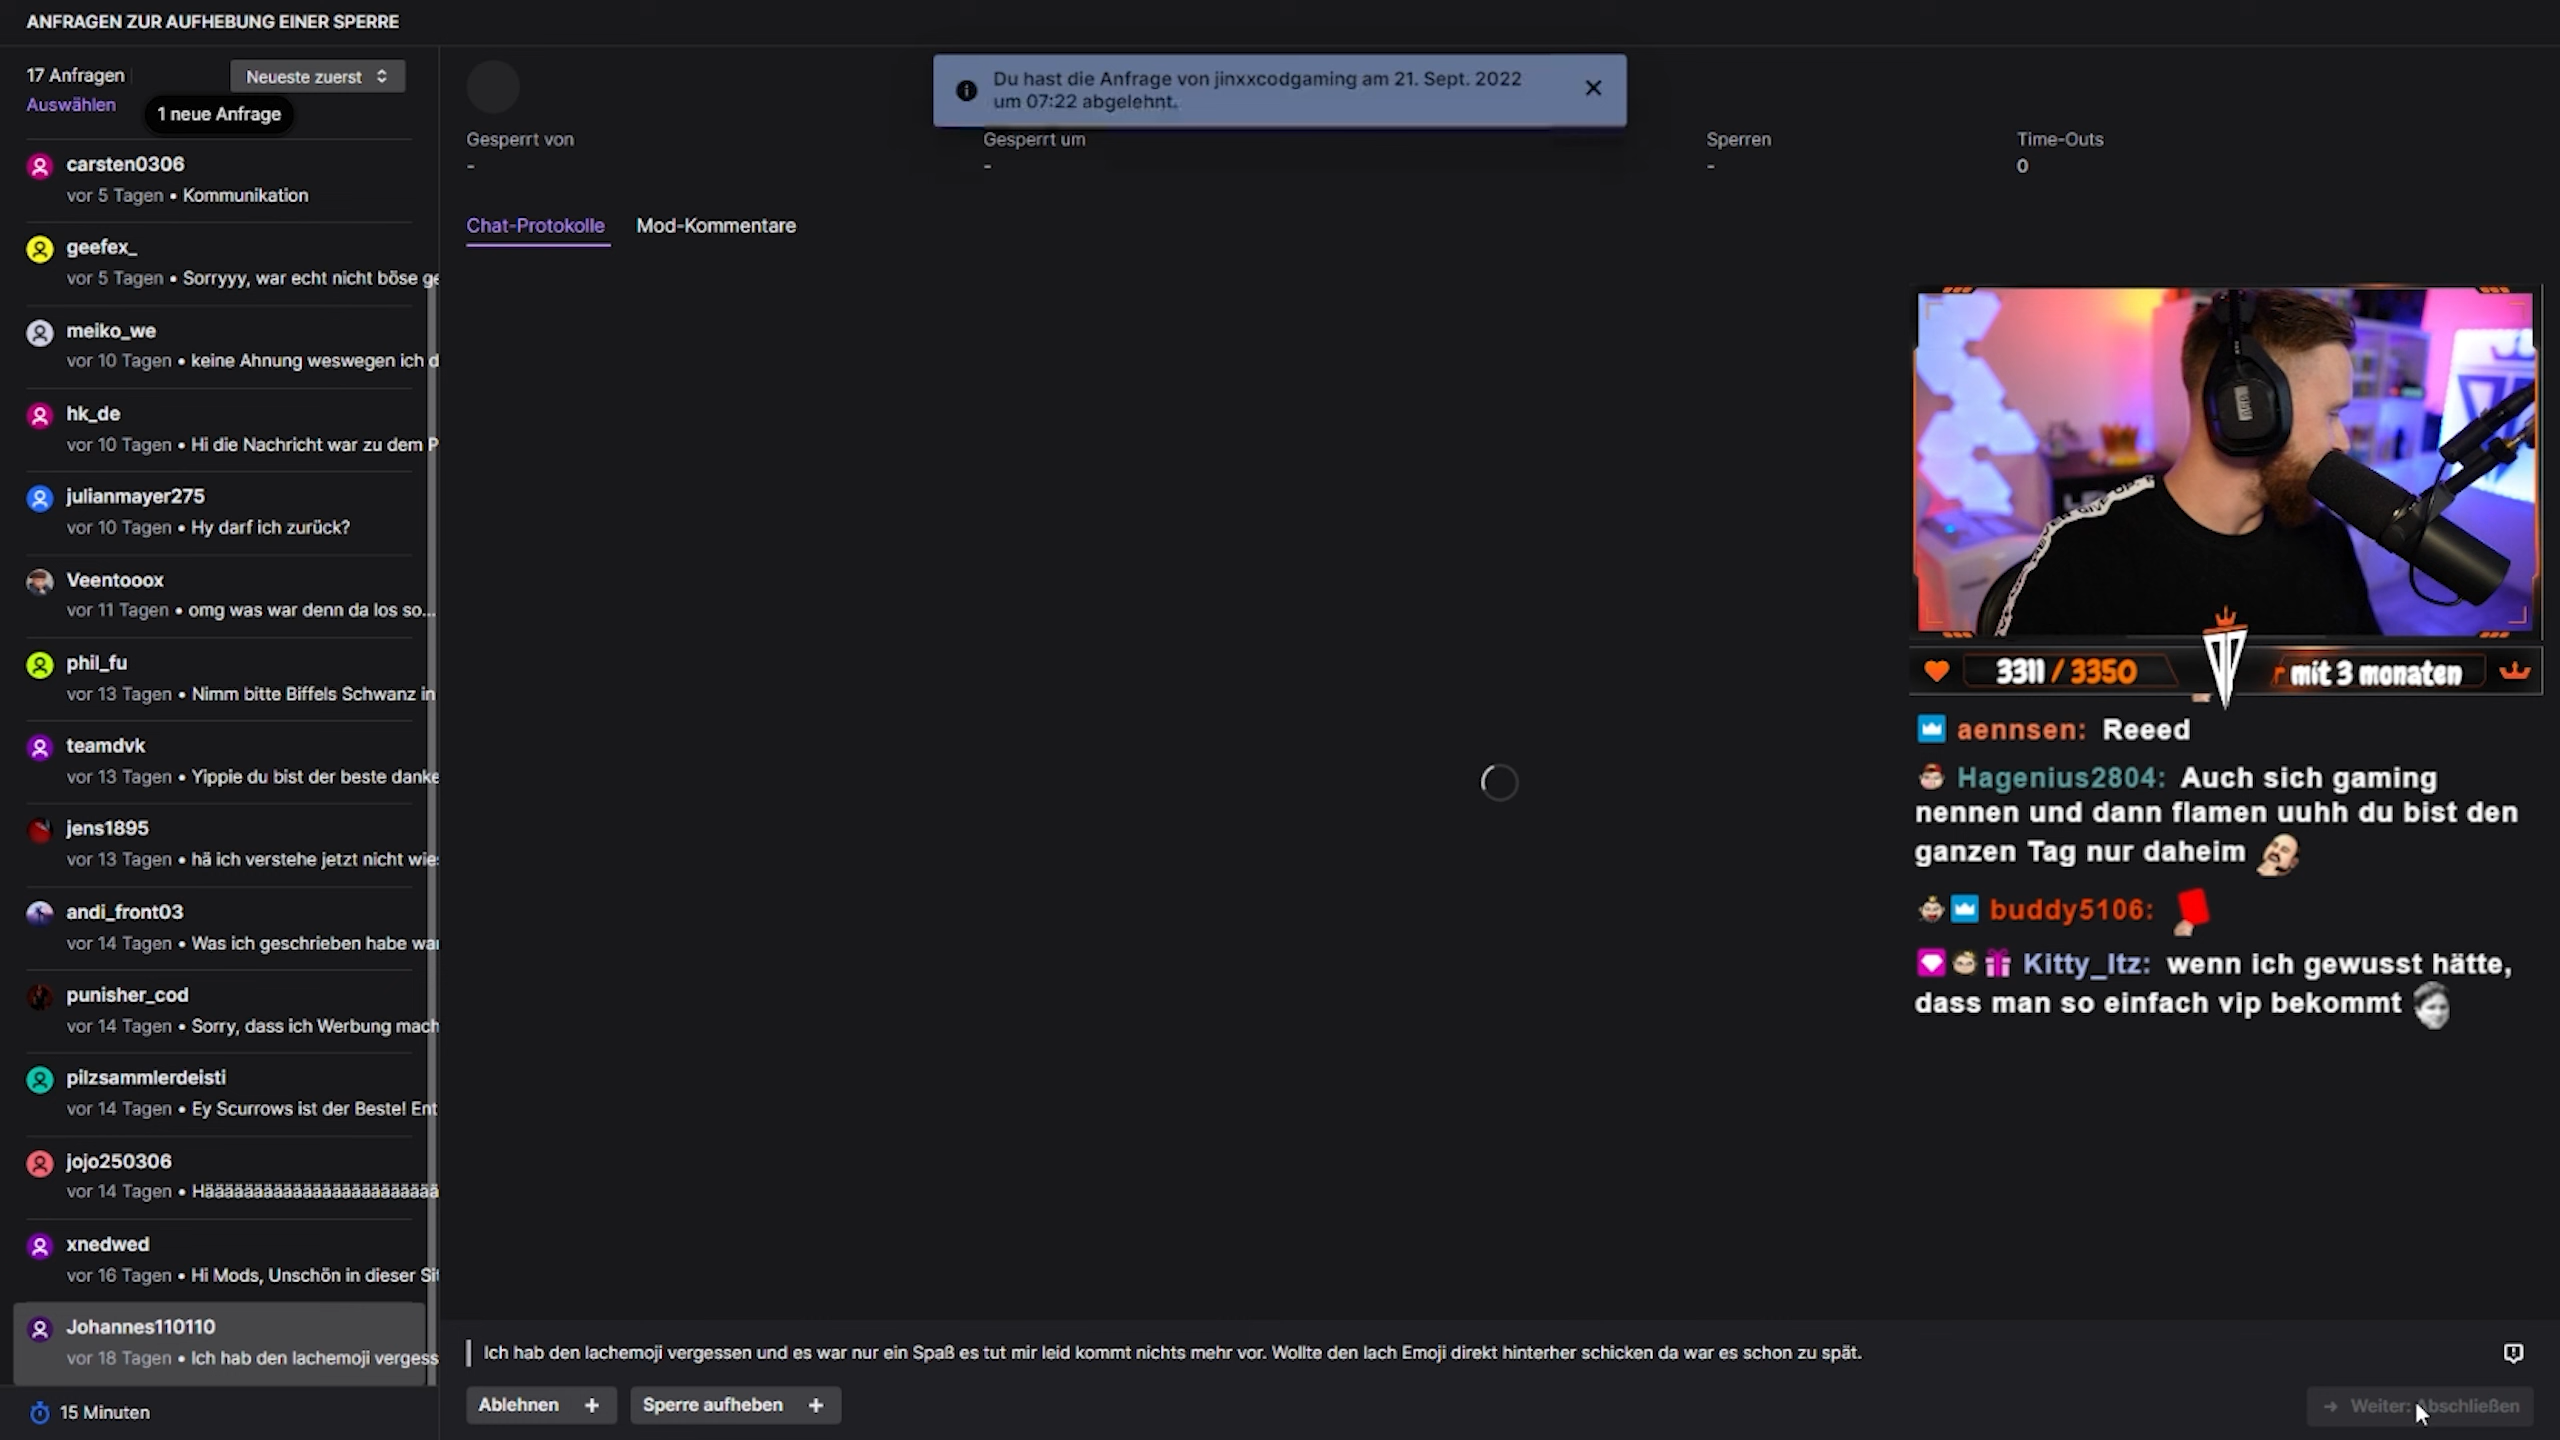 ANFRAGEN ZUR AUFHEBUNG EINER SPERRE
17 Anfragen
Neueste zuerst
Auswählen
1 neue Anfrage
carsten0306
vor 5 Tagen • Kommunikation
geefex_
vor 5 Tagen • Sorryyy, war echt nicht böse ge
meiko_we
vor 10 Tagen • keine Ahnung weswegen ich d
hk_de
vor 10 Tagen • Hi die Nachricht war zu dem P
julianmayer275
vor 10 Tagen • Hy darf ich zurück?
Veentooox
vor 11 Tagen • omg was war denn da los so...
phil_fu
vor 13 Tagen • Nimm bitte Biffels Schwanz in
teamdvk
vor 13 Tagen • Yippie du bist der beste danke
jens1895
vor 13 Tagen • hä ich verstehe jetzt nicht wie
andi_front03
vor 14 Tagen • Was ich geschrieben habe war
punisher_cod
vor 14 Tagen • Sorry, dass ich Werbung mach
pilzsammlerdeisti
vor 14 Tagen • Ey Scurrows ist der Beste! Ent
jojo250306
vor 14 Tagen • Hääääääääääääääääääääääää
xnedwed
vor 16 Tagen • Hi Mods, Unschön in dieser Sit
Johannes110110
vor 18 Tagen • Ich hab den lachemoji vergess
15 Minuten
Du hast die Anfrage von jinxxcodgaming am 21. Sept. 2022
um 07:22 abgelehnt.
Gesperrt von
-
Gesperrt um
-
Sperren
-
Time-Outs
0
Chat-Protokolle
Mod-Kommentare
3311 / 3350
r mit 3 monaten
aennsen: Reeed
Hagenius2804: Auch sich gaming
nennen und dann flamen uuhh du bist den
ganzen Tag nur daheim
buddy5106:
Kitty_Itz: wenn ich gewusst hätte,
dass man so einfach vip bekommt
Ich hab den lachemoji vergessen und es war nur ein Spaß es tut mir leid kommt nichts mehr vor. Wollte den lach Emoji direkt hinterher schicken da war es schon zu spät.
Ablehnen +
Sperre aufheben +
Weiter: Abschließen